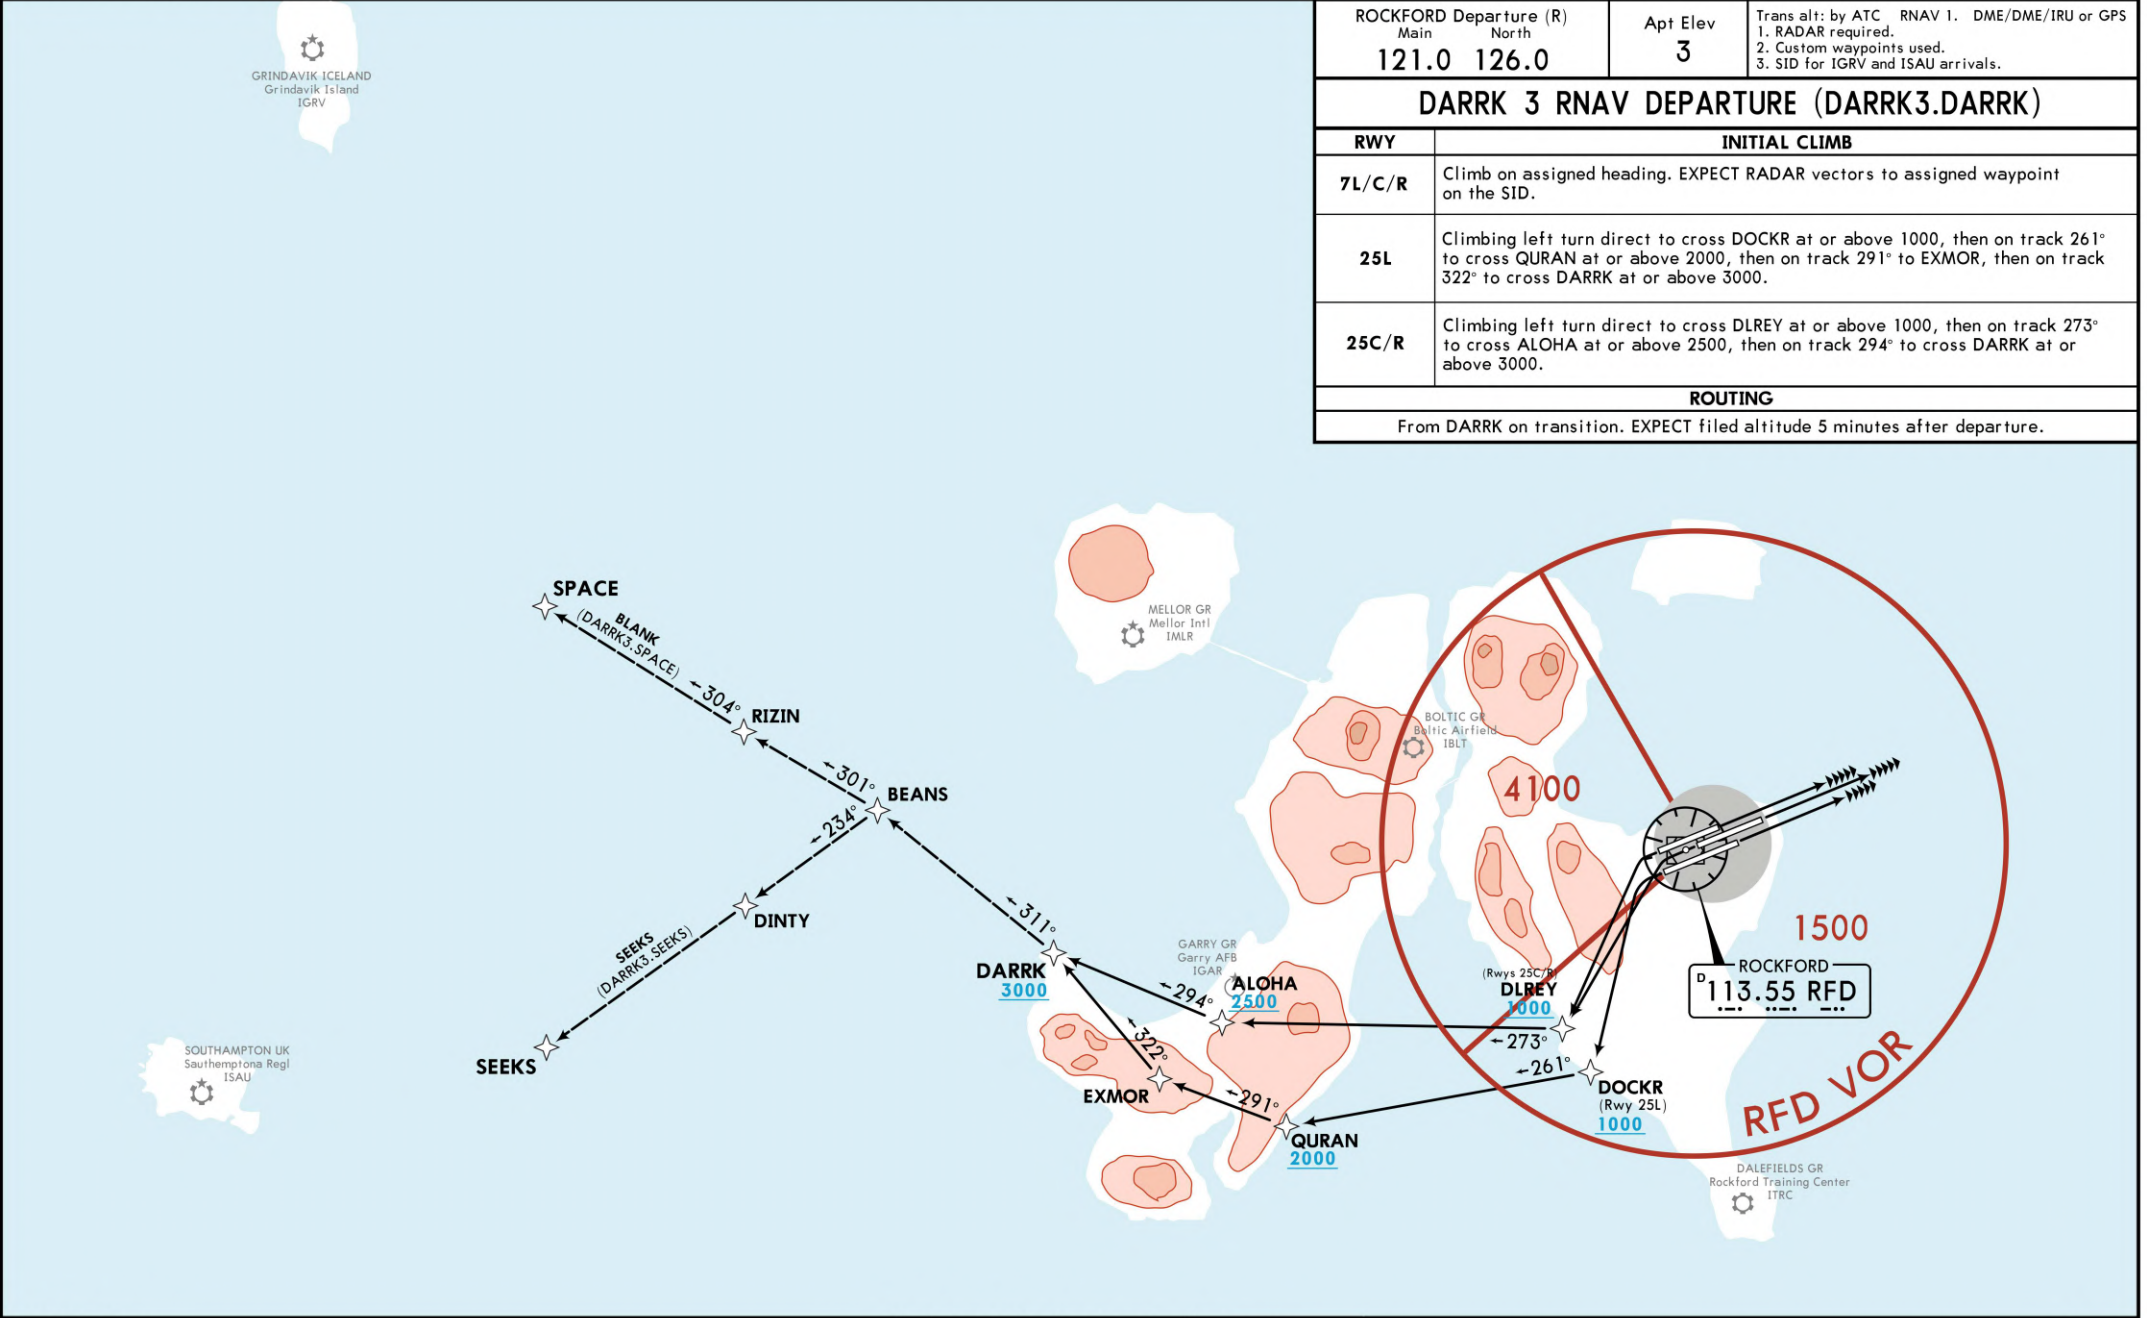 ROCKFORD Departure (R)
Main North
121.0 126.0
Apt Elev
3
Trans alt: by ATC RNAV 1. DME/DME/IRU or GPS
1. RADAR required.
2. Custom waypoints used.
3. SID for IGRV and ISAU arrivals.
DARRK 3 RNAV DEPARTURE (DARRK3.DARRK)
RWY INITIAL CLIMB
7L/C/R
Climb on assigned heading. EXPECT RADAR vectors to assigned waypoint
on the SID.
25L
Climbing left turn direct to cross DOCKR at or above 1000, then on track 261°
to cross QURAN at or above 2000, then on track 291° to EXMOR, then on track
322° to cross DARRK at or above 3000.
25C/R
Climbing left turn direct to cross DLREY at or above 1000, then on track 273°
to cross ALOHA at or above 2500, then on track 294° to cross DARRK at or
above 3000.
ROUTING
From DARRK on transition. EXPECT filed altitude 5 minutes after departure.
GRINDAVIK ICELAND
Grindavik Island
IGRV
SPACE
BLANK
(DARRK3.SPACE)
304°
RIZIN
301°
BEANS
234°
DINTY
SEEKS
(DARRK3.SEEKS)
SEEKS
311°
DARRK
3000
MELLOR GR
Mellor Intl
IMLR
BOLTIC GR
Boltic Airfield
IBLT
4100
1500
GARRY GR
Garry AFB
IGAR
ALOHA
2500
294°
(Rwys 25C/R)
DLREY
1000
273°
261°
DOCKR
(Rwy 25L)
1000
322°
EXMOR
291°
QURAN
2000
ROCKFORD
D 113.55 RFD
RFD VOR
SOUTHAMPTON UK
Sauthemptona Regl
ISAU
DALEFIELDS GR
Rockford Training Center
ITRC